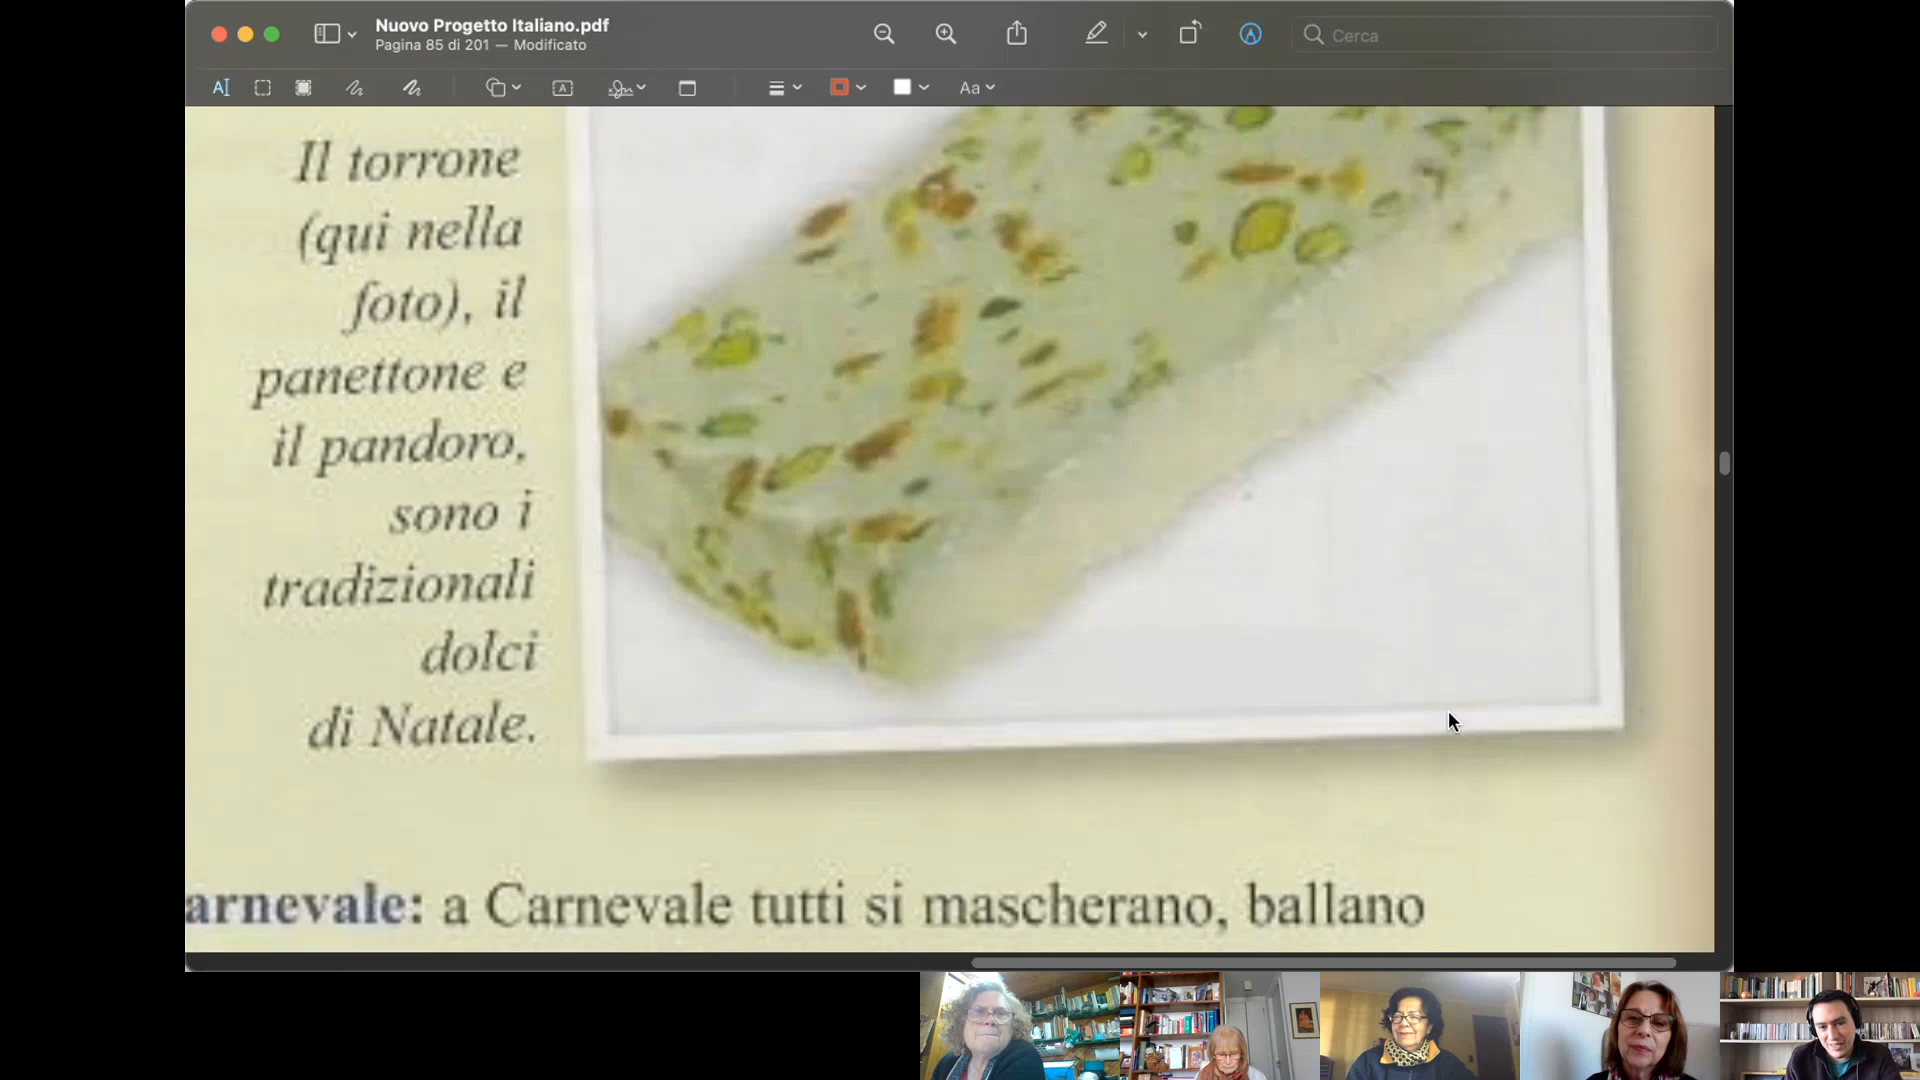 Nuovo Progetto Italiano.pdf
Pagina 85 di 201 — Modificato
Cerca
Aa
Il torrone
(qui nella
foto), il
panettone e
il pandoro,
sono i
tradizionali
dolci
di Natale.
arnevale: a Carnevale tutti si mascherano, ballano